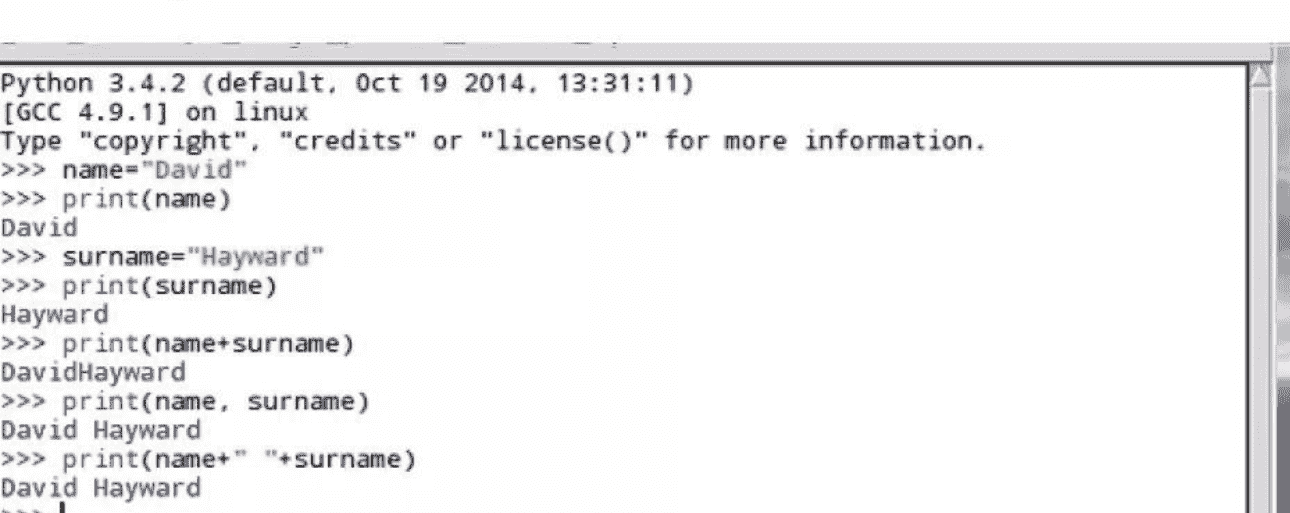 Python 3.4.2 (default, Oct 19 2014, 13:31:11)
[GCC 4.9.1] on linux
Type "copyright", "credits" or "license()" for more information.
>>> name="David"
>>> print(name)
David
>>> surname="Hayward"
>>> print(surname)
Hayward
>>> print(name+surname)
DavidHayward
>>> print(name, surname)
David Hayward
>>> print(name+" "+surname)
David Hayward
>>>